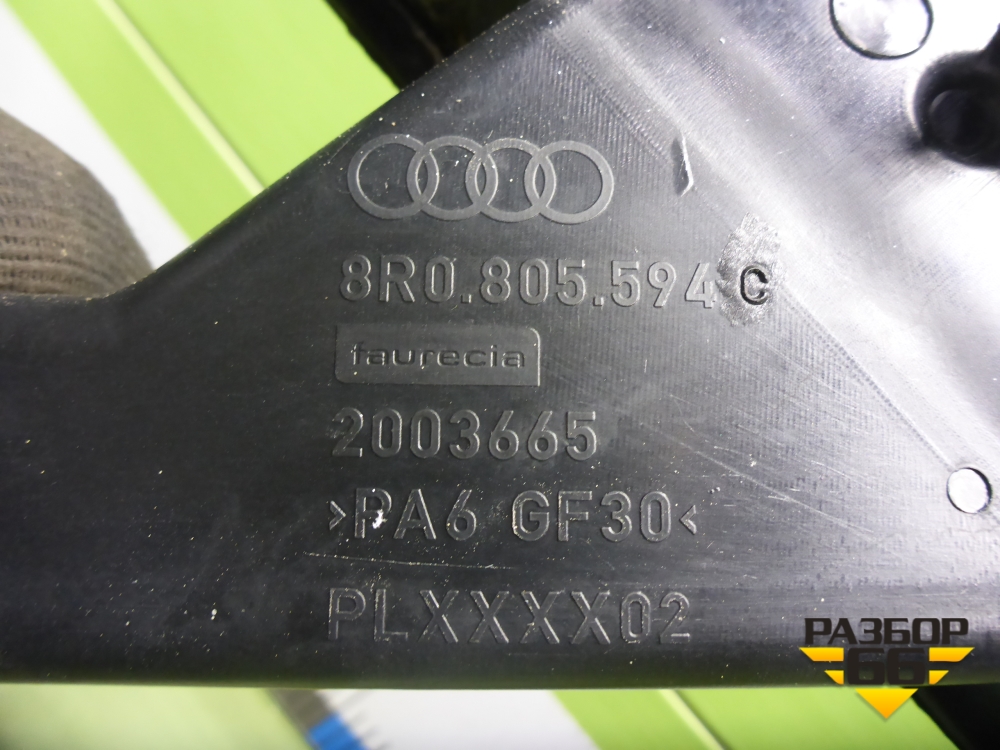 8R0.805.594 C
faurecia
2003665
>PA6 GF30<
PLXXXX02
РАЗБОР
66